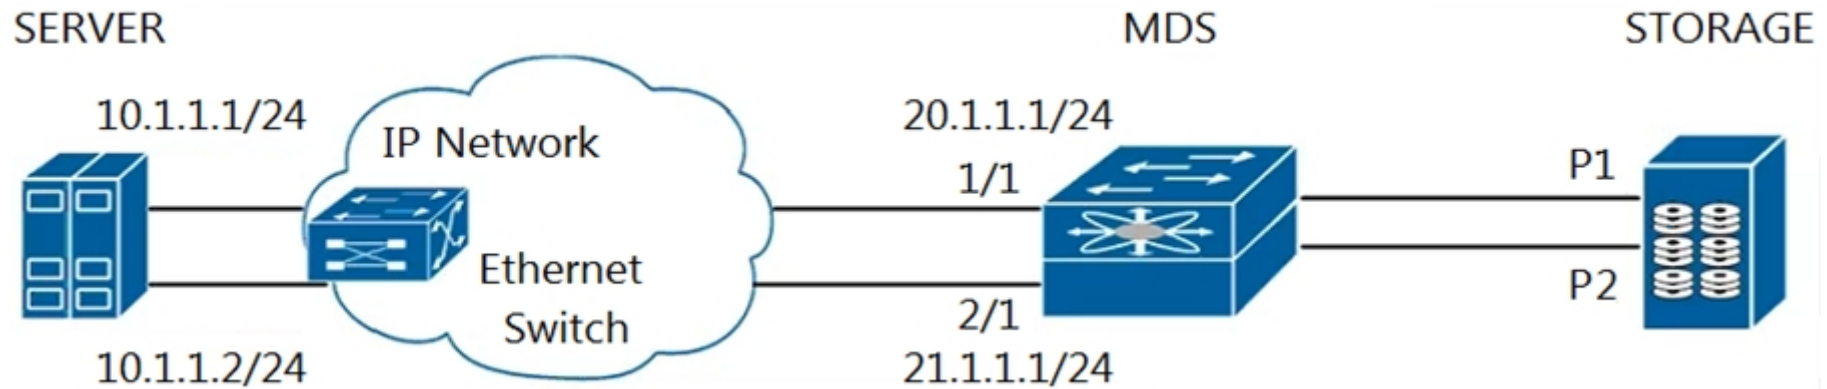 SERVER
MDS
STORAGE
10.1.1.1/24
20.1.1.1/24
IP Network
1/1
P1
Ethernet
Switch
2/1
P2
10.1.1.2/24
21.1.1.1/24